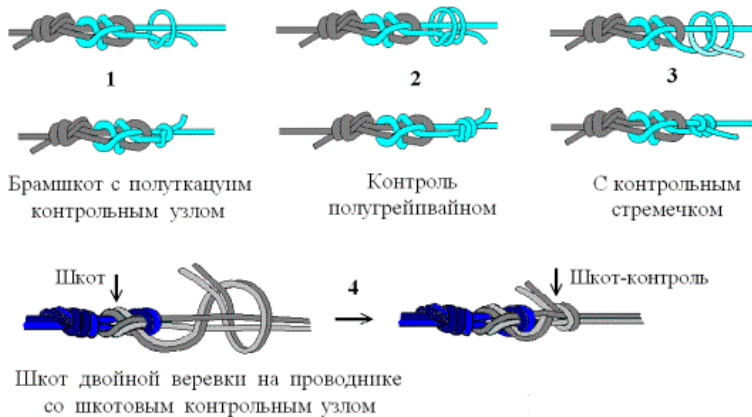 1
2
3
Брамшкот с полуткацуим
контрольным узлом
Контроль
полугрейпвайном
С контрольным
стремечком
Шкот
4
Шкот-контроль
Шкот двойной веревки на проводнике
со шкотовым контрольным узлом